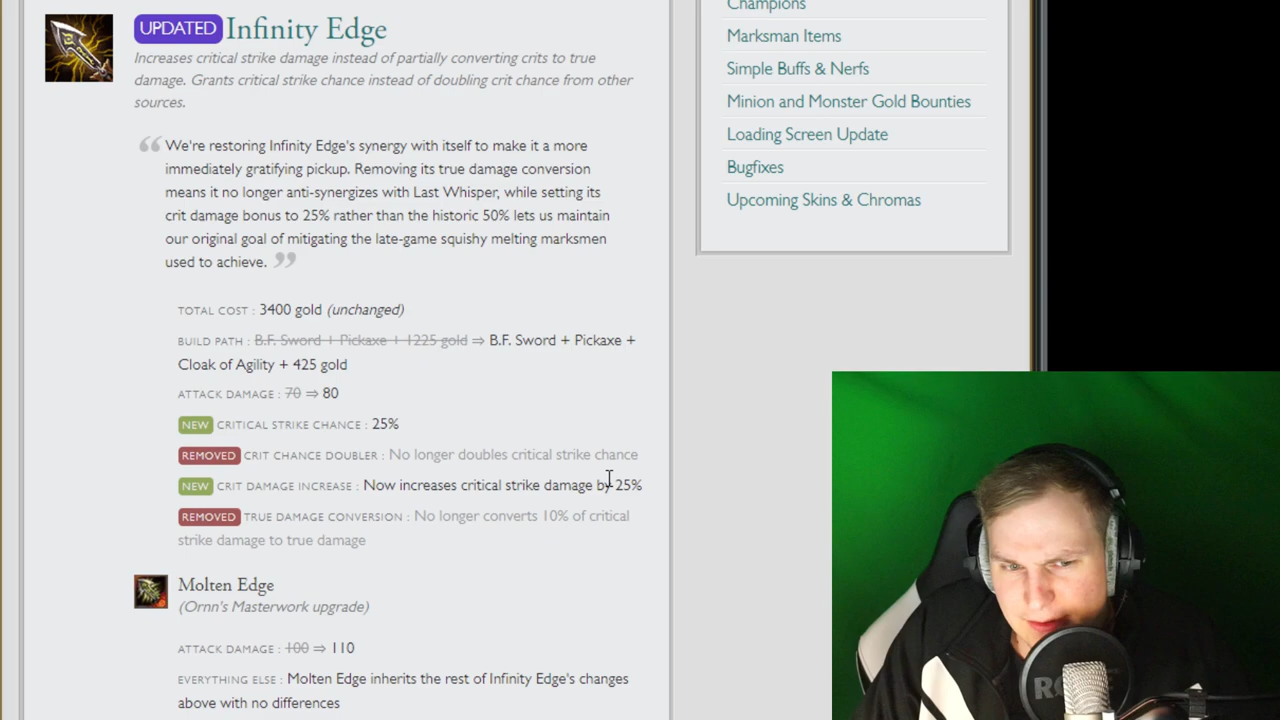 Champions
Marksman Items
Simple Buffs & Nerfs
Minion and Monster Gold Bounties
Loading Screen Update
Bugfixes
Upcoming Skins & Chromas
UPDATED Infinity Edge
Increases critical strike damage instead of partially converting crits to true
damage. Grants critical strike chance instead of doubling crit chance from other
sources.
“ We're restoring Infinity Edge's synergy with itself to make it a more
immediately gratifying pickup. Removing its true damage conversion
means it no longer anti-synergizes with Last Whisper, while setting its
crit damage bonus to 25% rather than the historic 50% lets us maintain
our original goal of mitigating the late-game squishy melting marksmen
used to achieve. ”
TOTAL COST : 3400 gold (unchanged)
BUILD PATH : B.F. Sword + Pickaxe + 1225 gold ⇒ B.F. Sword + Pickaxe +
Cloak of Agility + 425 gold
ATTACK DAMAGE : 70 ⇒ 80
NEW CRITICAL STRIKE CHANCE : 25%
REMOVED CRIT CHANCE DOUBLER : No longer doubles critical strike chance
NEW CRIT DAMAGE INCREASE : Now increases critical strike damage by 25%
REMOVED TRUE DAMAGE CONVERSION : No longer converts 10% of critical
strike damage to true damage
Molten Edge
(Ornn's Masterwork upgrade)
ATTACK DAMAGE : 100 ⇒ 110
EVERYTHING ELSE : Molten Edge inherits the rest of Infinity Edge's changes
above with no differences